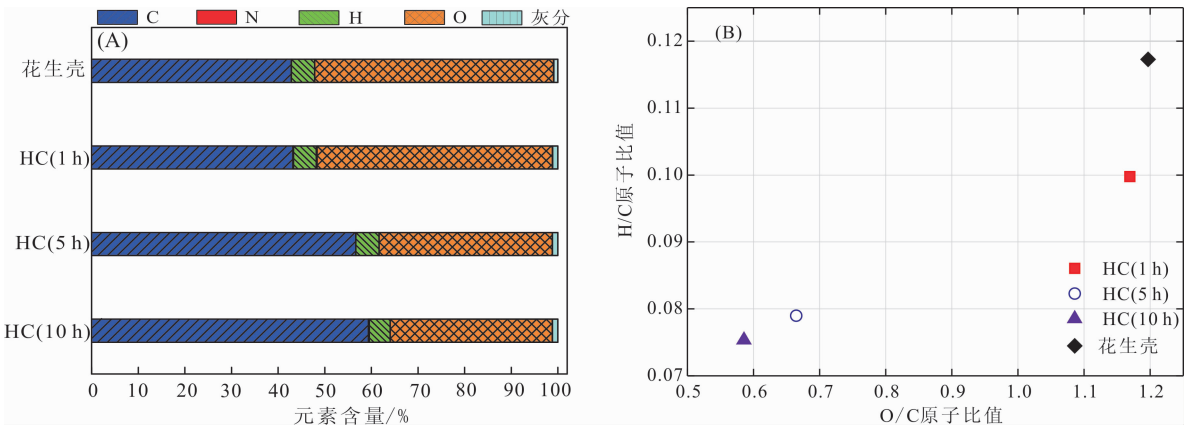 C N H O 灰分
(A)
花生壳
HC(1 h)
HC(5 h)
HC(10 h)
0 10 20 30 40 50 60 70 80 90 100
元素含量/%
(B)
0.12
0.11
0.10
0.09
0.08
0.07
H/C原子比值
HC(1 h)
HC(5 h)
HC(10 h)
花生壳
0.5 0.6 0.7 0.8 0.9 1.0 1.1 1.2
O/C原子比值